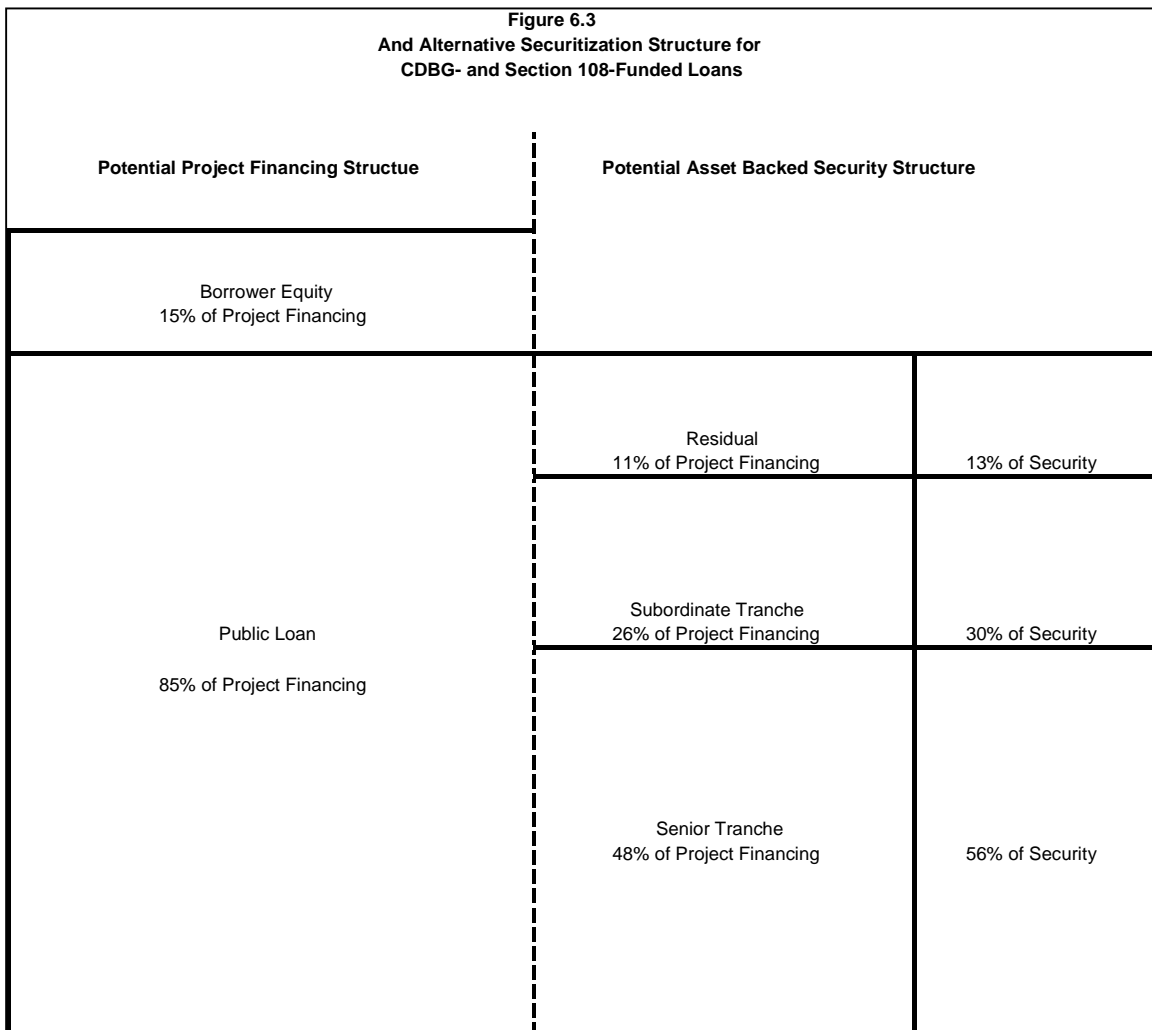 Figure 6.3
And Alternative Securitization Structure for
CDBG- and Section 108-Funded Loans
Potential Project Financing Structue
Potential Asset Backed Security Structure
Borrower Equity
15% of Project Financing
Residual
11% of Project Financing
13% of Security
Subordinate Tranche
26% of Project Financing
30% of Security
Public Loan
85% of Project Financing
Senior Tranche
48% of Project Financing
56% of Security